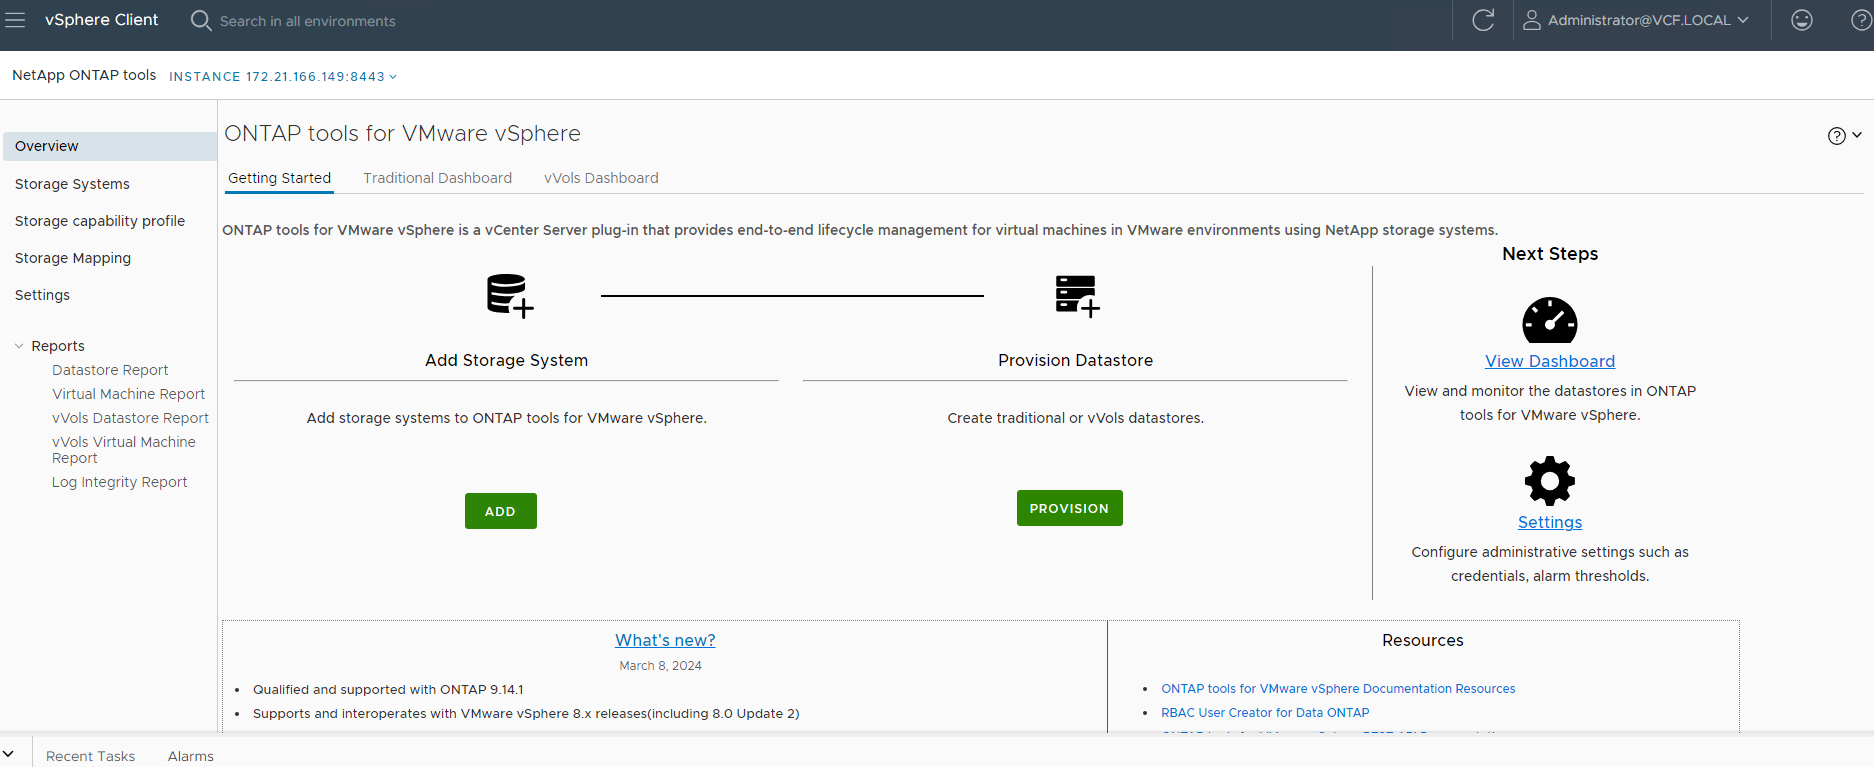 vSphere Client
Search in all environments
Administrator@VCF.LOCAL
NetApp ONTAP tools INSTANCE 172.21.166.149:8443
Overview
Storage Systems
Storage capability profile
Storage Mapping
Settings
Reports
Datastore Report
Virtual Machine Report
vVols Datastore Report
vVols Virtual Machine
Report
Log Integrity Report
ONTAP tools for VMware vSphere
Getting Started Traditional Dashboard vVols Dashboard
ONTAP tools for VMware vSphere is a vCenter Server plug-in that provides end-to-end lifecycle management for virtual machines in VMware environments using NetApp storage systems.
Add Storage System
Add storage systems to ONTAP tools for VMware vSphere.
ADD
Provision Datastore
Create traditional or vVols datastores.
PROVISION
Next Steps
View Dashboard
View and monitor the datastores in ONTAP
tools for VMware vSphere.
Settings
Configure administrative settings such as
credentials, alarm thresholds.
What's new?
March 8, 2024
Qualified and supported with ONTAP 9.14.1
Supports and interoperates with VMware vSphere 8.x releases(including 8.0 Update 2)
Resources
ONTAP tools for VMware vSphere Documentation Resources
RBAC User Creator for Data ONTAP
Recent Tasks Alarms